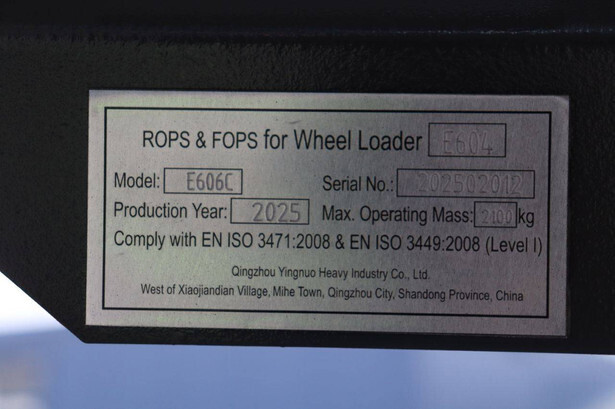 ROPS & FOPS for Wheel Loader E604
Model: E606C Serial No.: 202502012
Production Year: 2025 Max. Operating Mass: 2100 kg
Comply with EN ISO 3471:2008 & EN ISO 3449:2008 (Level I)
Qingzhou Yingnuo Heavy Industry Co., Ltd.
West of Xiaojiandian Village, Mihe Town, Qingzhou City, Shandong Province, China